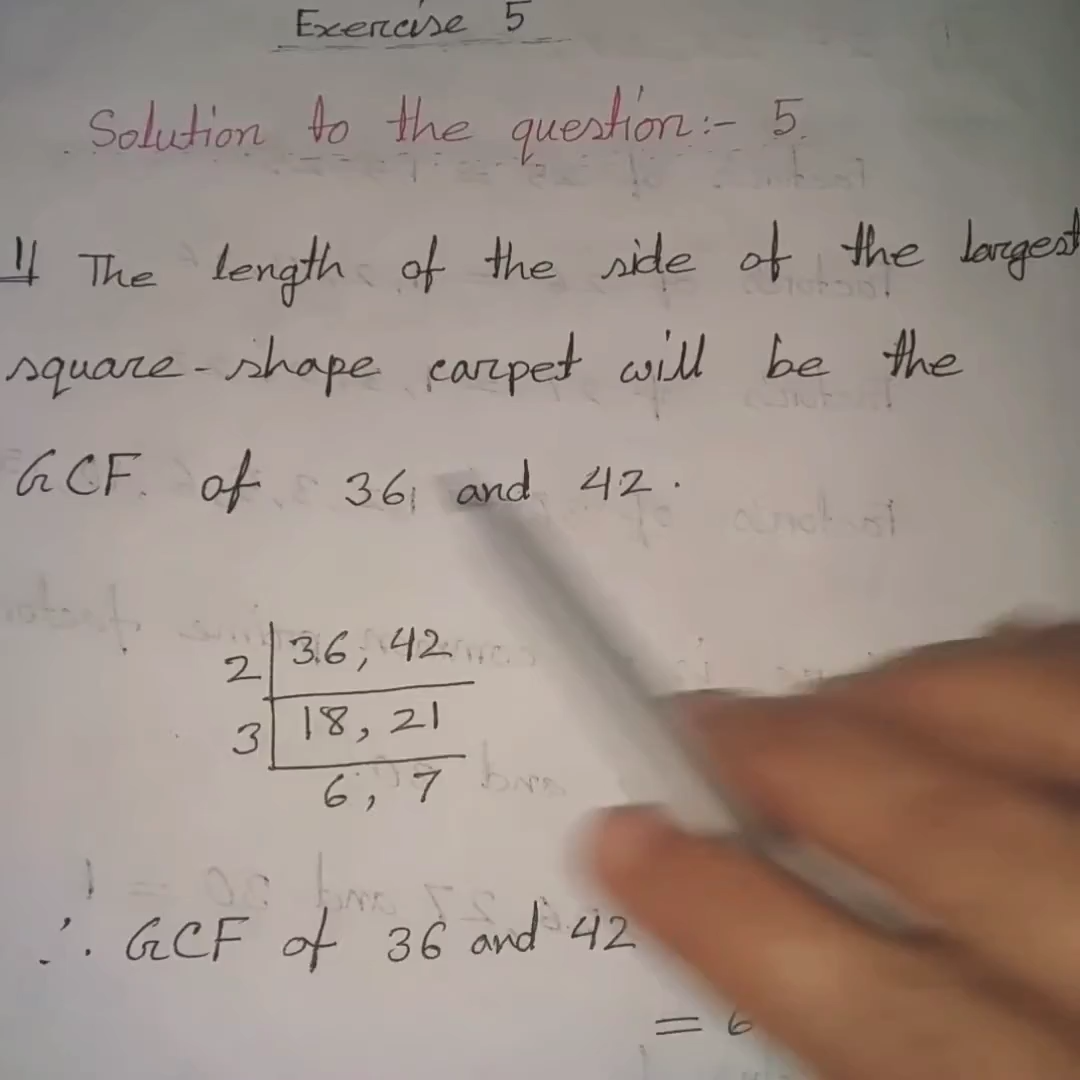 Exercise 5
Solution to the question:- 5.
1) The length of the side of the largest
square-shape carpet will be the
GCF of 36 and 42.
2 36, 42
3 18, 21
6, 7
∴ GCF of 36 and 42
= 6